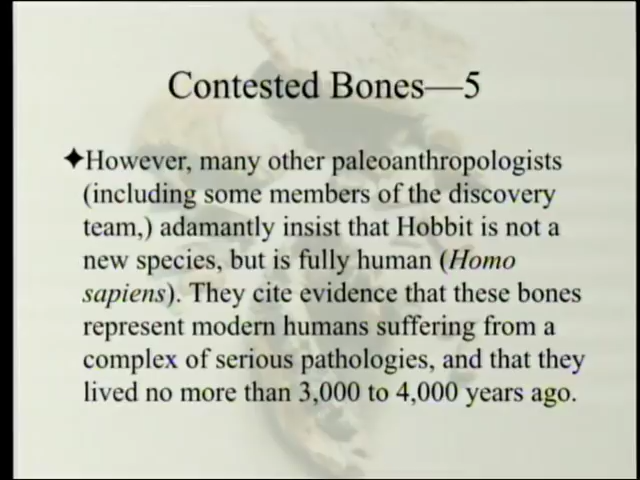 Contested Bones—5
✦However, many other paleoanthropologists
(including some members of the discovery
team,) adamantly insist that Hobbit is not a
new species, but is fully human (Homo
sapiens). They cite evidence that these bones
represent modern humans suffering from a
complex of serious pathologies, and that they
lived no more than 3,000 to 4,000 years ago.